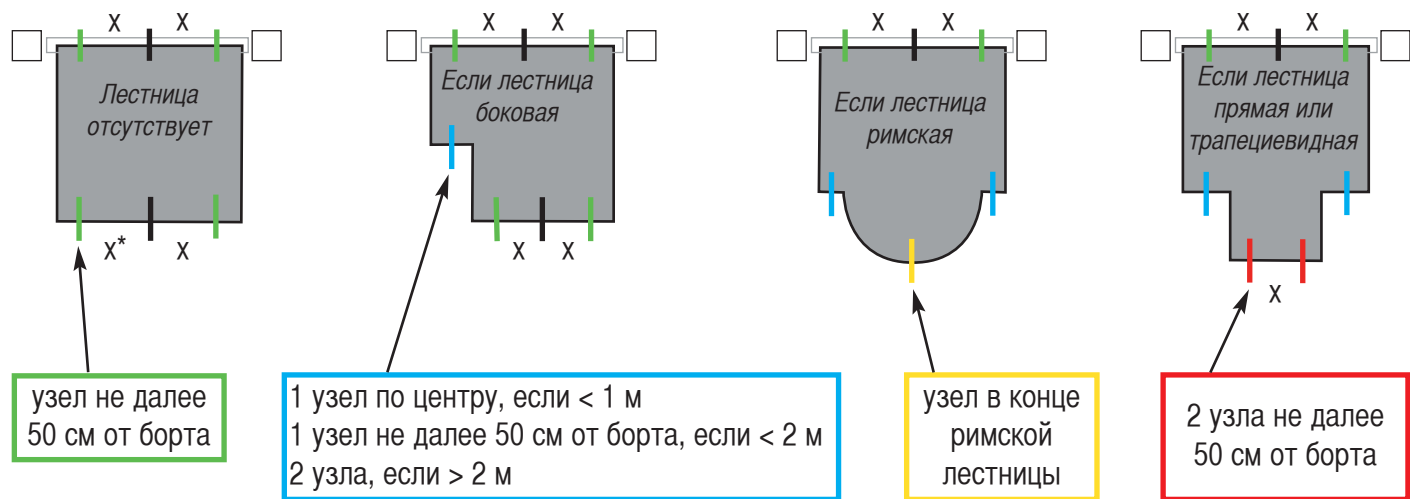 x x
Лестница
отсутствует
x* x
x x
Если лестница
боковая
x x
x x
Если лестница
римская
x x
Если лестница
прямая или
трапециевидная
x
узел не далее
50 см от борта
1 узел по центру, если < 1 м
1 узел не далее 50 см от борта, если < 2 м
2 узла, если > 2 м
узел в конце
римской
лестницы
2 узла не далее
50 см от борта